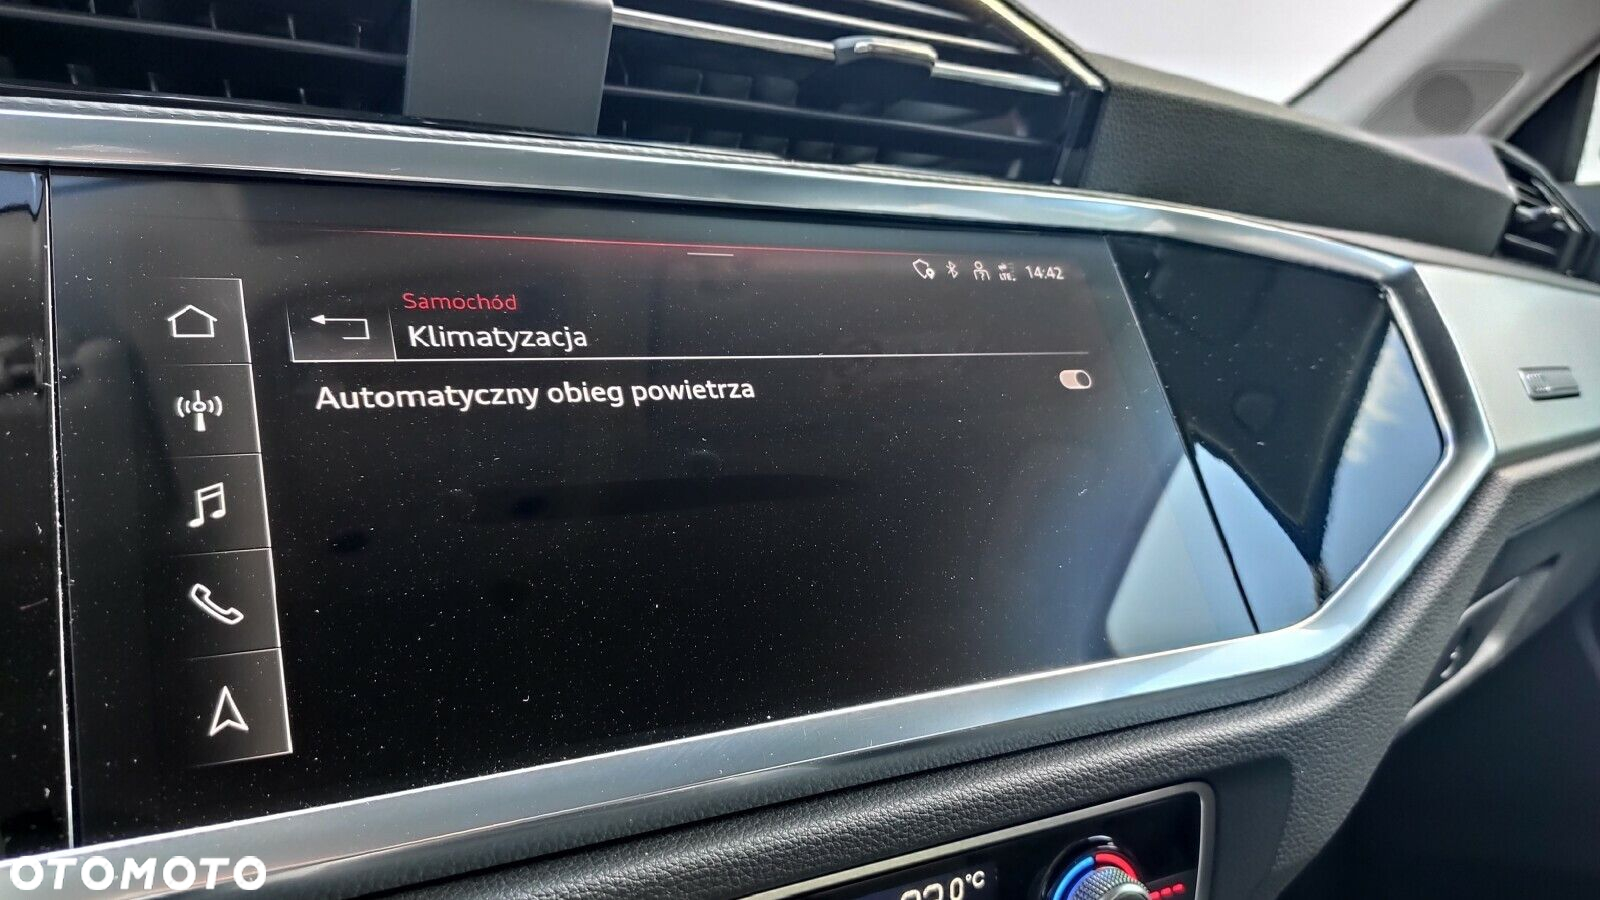 14:42
Samochód
Klimatyzacja
Automatyczny obieg powietrza
OTOMOTO